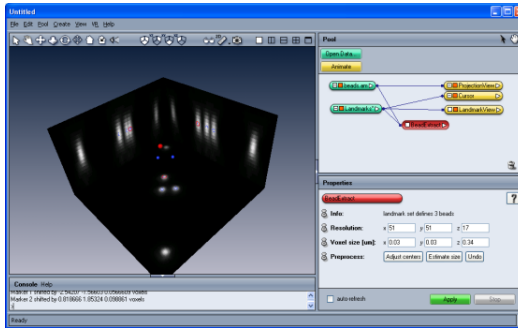 Untitled
File Edit Pool Create View VR Help
Pool
Open Data...
Animate
beads.am
ProjectionView
Cursor
Landmarks
LandmarkView
BeadExtract
Properties
BeadExtract
?
Info: landmark set defines 3 beads
Resolution: x 51 y 51 z 17
Voxel size [um]: x 0.03 y 0.03 z 0.34
Preprocess: Adjust centers Estimate size Undo
Console Help
Marker 2 shifted by 0.818666 1.85324 0.098861 voxels
auto-refresh Apply Stop
Ready